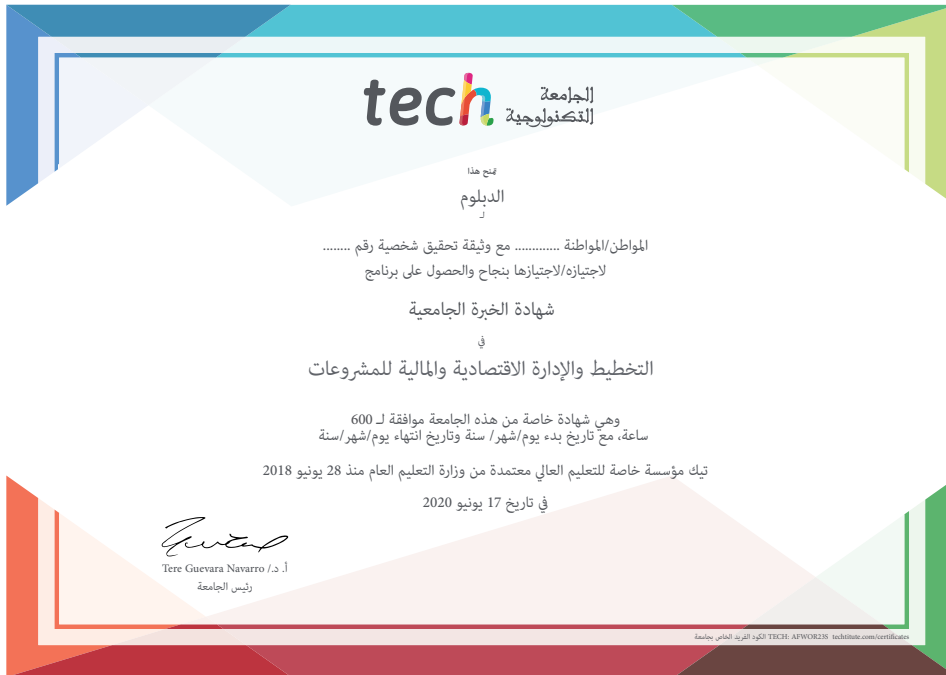 tech الجامعة
التكنولوجية
يمنح هذا
الدبلوم
لـ
المواطن/المواطنة ............ مع وثيقة تحقيق شخصية رقم ........
لاجتيازه/لاجتيازها بنجاح والحصول على برنامج
شهادة الخبرة الجامعية
في
التخطيط والإدارة الاقتصادية والمالية للمشروعات
وهي شهادة خاصة من هذه الجامعة موافقة لـ 600
ساعة، مع تاريخ بدء يوم/شهر/ سنة وتاريخ انتهاء يوم/شهر/سنة
تيك مؤسسة خاصة للتعليم العالي معتمدة من وزارة التعليم العام منذ 28 يونيو 2018
في تاريخ 17 يونيو 2020
أ. د./ Tere Guevara Navarro
رئيس الجامعة
الكود الفريد الخاص بجامعة TECH: AFWOR23S techtitute.com/certificates